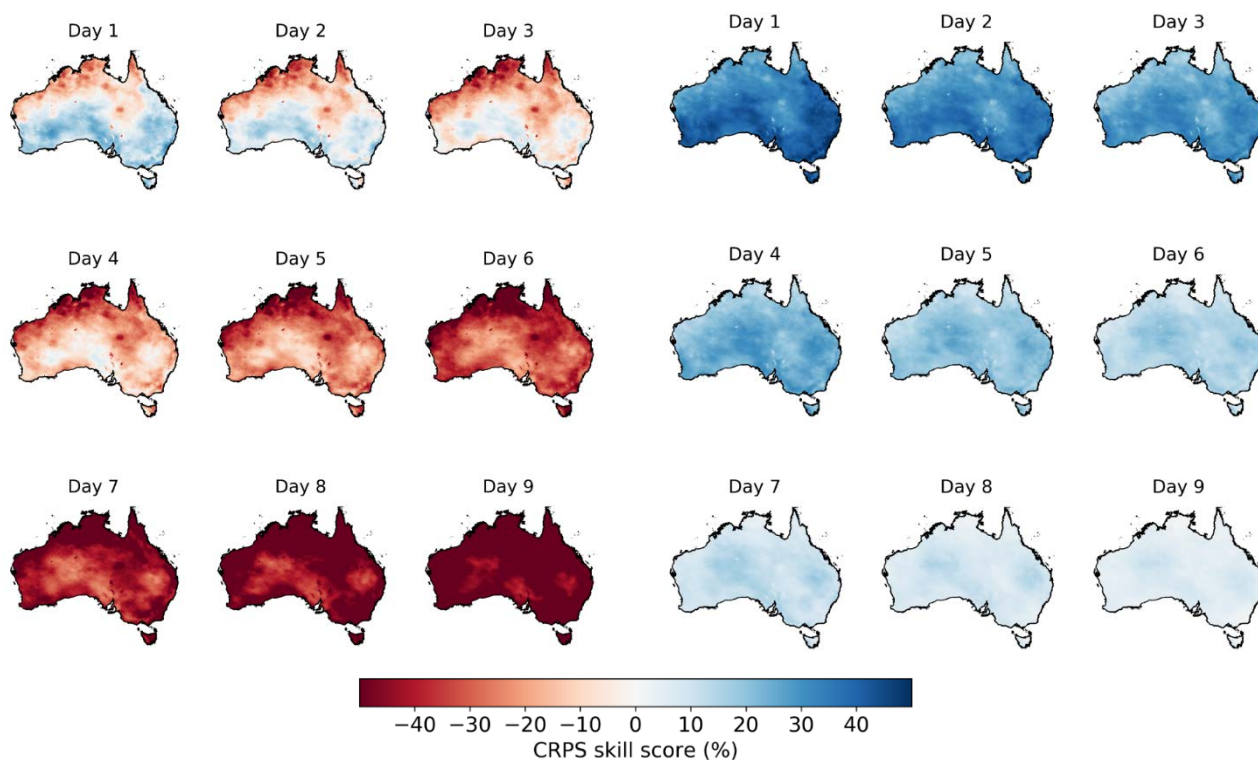 Day 1 Day 2 Day 3 Day 1 Day 2 Day 3
Day 4 Day 5 Day 6 Day 4 Day 5 Day 6
Day 7 Day 8 Day 9 Day 7 Day 8 Day 9
−40 −30 −20 −10 0 10 20 30 40
CRPS skill score (%)